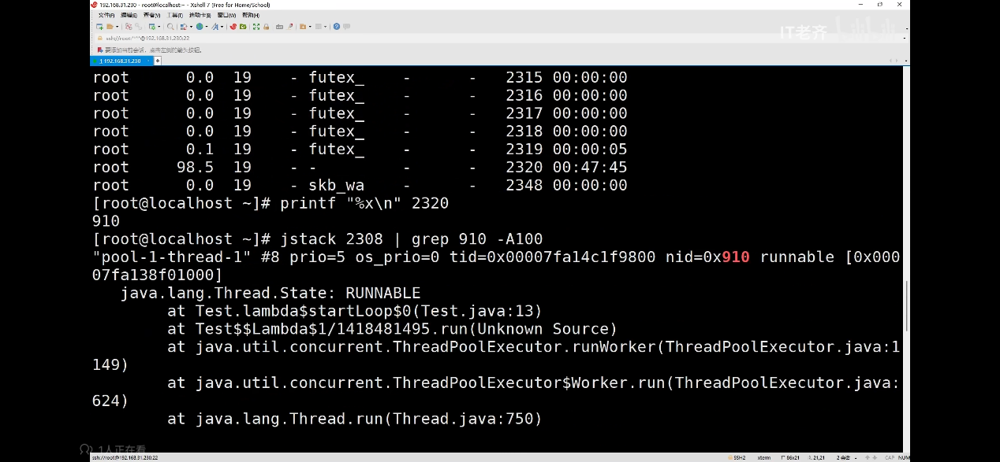 192.168.31.230 - root@localhost:~ - Xshell 7 (Free for Home/School)
文件(F) 编辑(E) 查看(V) 工具(T) 选项卡(B) 窗口(W) 帮助(H)
ssh://root:****@192.168.31.230:22
IT老齐
要添加当前会话，点击左侧的箭头按钮。
1 192.168.31.230 × +
root 0.0 19 - futex_ - - 2315 00:00:00
root 0.0 19 - futex_ - - 2316 00:00:00
root 0.0 19 - futex_ - - 2317 00:00:00
root 0.0 19 - futex_ - - 2318 00:00:00
root 0.1 19 - futex_ - - 2319 00:00:05
root 98.5 19 - - - - 2320 00:47:45
root 0.0 19 - skb_wa - - 2348 00:00:00
[root@localhost ~]# printf "%x\n" 2320
910
[root@localhost ~]# jstack 2308 | grep 910 -A100
"pool-1-thread-1" #8 prio=5 os_prio=0 tid=0x00007fa14c1f9800 nid=0x910 runnable [0x000
07fa138f01000]
java.lang.Thread.State: RUNNABLE
at Test.lambda$startLoop$0(Test.java:13)
at Test$$Lambda$1/1418481495.run(Unknown Source)
at java.util.concurrent.ThreadPoolExecutor.runWorker(ThreadPoolExecutor.java:1
149)
at java.util.concurrent.ThreadPoolExecutor$Worker.run(ThreadPoolExecutor.java:
624)
at java.lang.Thread.run(Thread.java:750)
1人正在看
ssh://root@192.168.31.230:22 SSH2 xterm 86x21 21,21 2 会话 CAP NUM